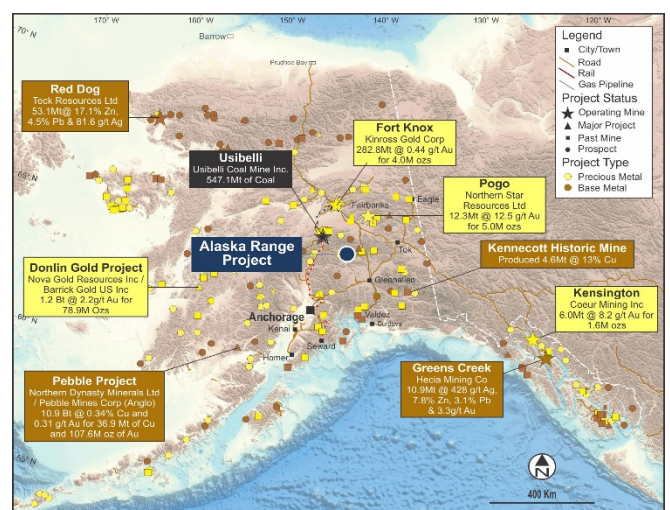 170° W
160° W
150° W
140° W
130° W
120° W
70° N
Barrow
Prudhoe Bay
Legend
City/Town
Road
Rail
Gas Pipeline
Project Status
Operating Mine
Major Project
Past Mine
Prospect
Project Type
Precious Metal
Base Metal
Red Dog
Teck Resources Ltd
53.1Mt @ 17.1% Zn,
4.5% Pb & 81.6 g/t Ag
Fort Knox
Kinross Gold Corp
282.8Mt @ 0.44 g/t Au
for 4.0M ozs
Usibelli
Usibelli Coal Mine Inc.
547.1Mt of Coal
65° N
Fairbanks
Eagle
Pogo
Northern Star
Resources Ltd
12.3Mt @ 12.5 g/t Au
for 5.0M ozs
Alaska Range
Project
Tok
Kennecott Historic Mine
Produced 4.6Mt @ 13% Cu
Donlin Gold Project
Nova Gold Resources Inc /
Barrick Gold US Inc
1.2 Bt @ 2.2g/t Au for
78.9M Ozs
Glennallen
Kensington
Coeur Mining Inc
6.0Mt @ 8.2 g/t Au for
1.6M ozs
60° N
Anchorage
Valdez
Kenai
Cordova
Homer
Seward
Pebble Project
Northern Dynasty Minerals Ltd
/ Pebble Mines Corp (Anglo)
10.9 Bt @ 0.34% Cu and
0.31 g/t Au for 36.9 Mt of Cu
and 107.6M oz of Au
Greens Creek
Hecla Mining Co
10.9Mt @ 428 g/t Ag,
7.8% Zn, 3.1% Pb
& 3.3g/t Au
55° N
N
400 Km